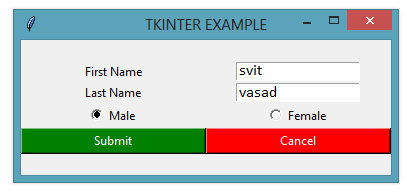 TKINTER EXAMPLE
First Name svit
Last Name vasad
Male Female
Submit Cancel